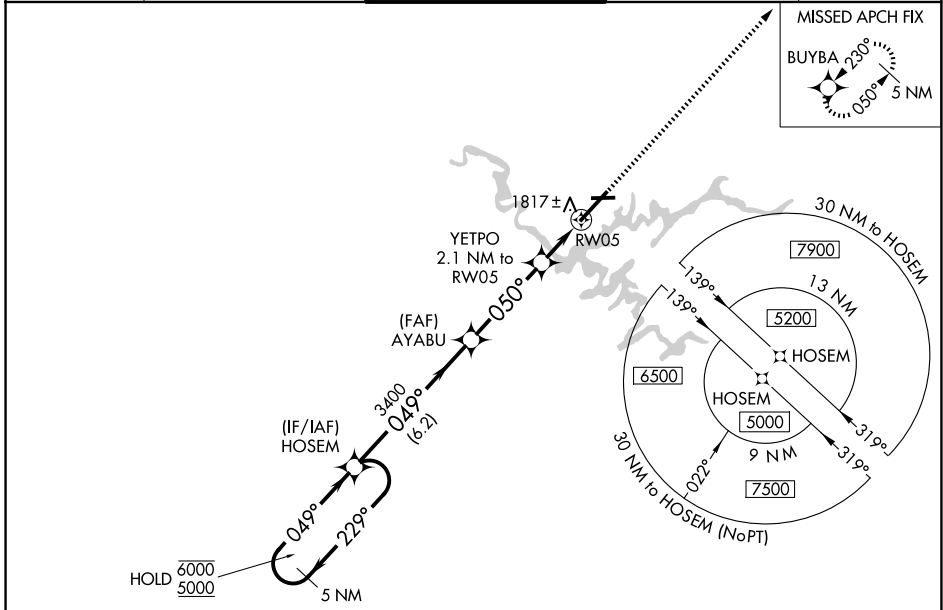 MISSED APCH FIX
BUYBA
230°
050°
5 NM
1817±
RW05
YETPO
2.1 NM to
RW05
050°
(FAF)
AYABU
3400
049°
(6.2)
(IF/IAF)
HOSEM
049°
229°
HOLD 6000
5000
5 NM
30 NM to HOSEM
7900
139°
13 NM
5200
HOSEM
319°
139°
6500
HOSEM
5000
9 NM
319°
022°
7500
30 NM to HOSEM (NoPT)